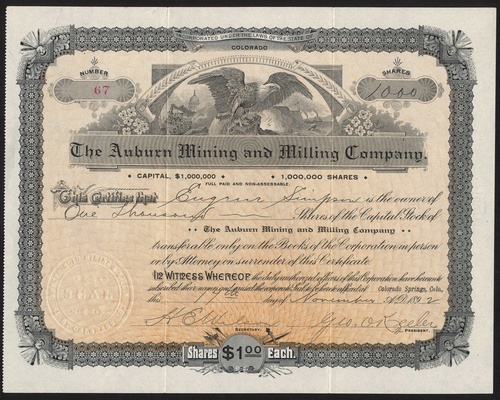 INCORPORATED UNDER THE LAWS OF THE STATE OF
COLORADO
NUMBER
67
SHARES
1000
The Auburn Mining and Milling Company.
CAPITAL, $1,000,000 • 1,000,000 SHARES
FULL PAID AND NON-ASSESSABLE.
This Certifies that Eugene Simpson is the owner of
One Thousand Shares of the Capital Stock of
The Auburn Mining and Milling Company
transferable only on the Books of the Corporation in person
or by Attorney on surrender of this Certificate
In Witness Whereof, the duly authorized officers of this Corporation have hereunto
subscribed their names and caused the corporate Seal to be hereto affixed at Colorado Springs, Colo.,
this day of November A.D. 1892
Geo. O. Keeler
SECRETARY.
PRESIDENT.
Shares $1.00 Each.
SEAL